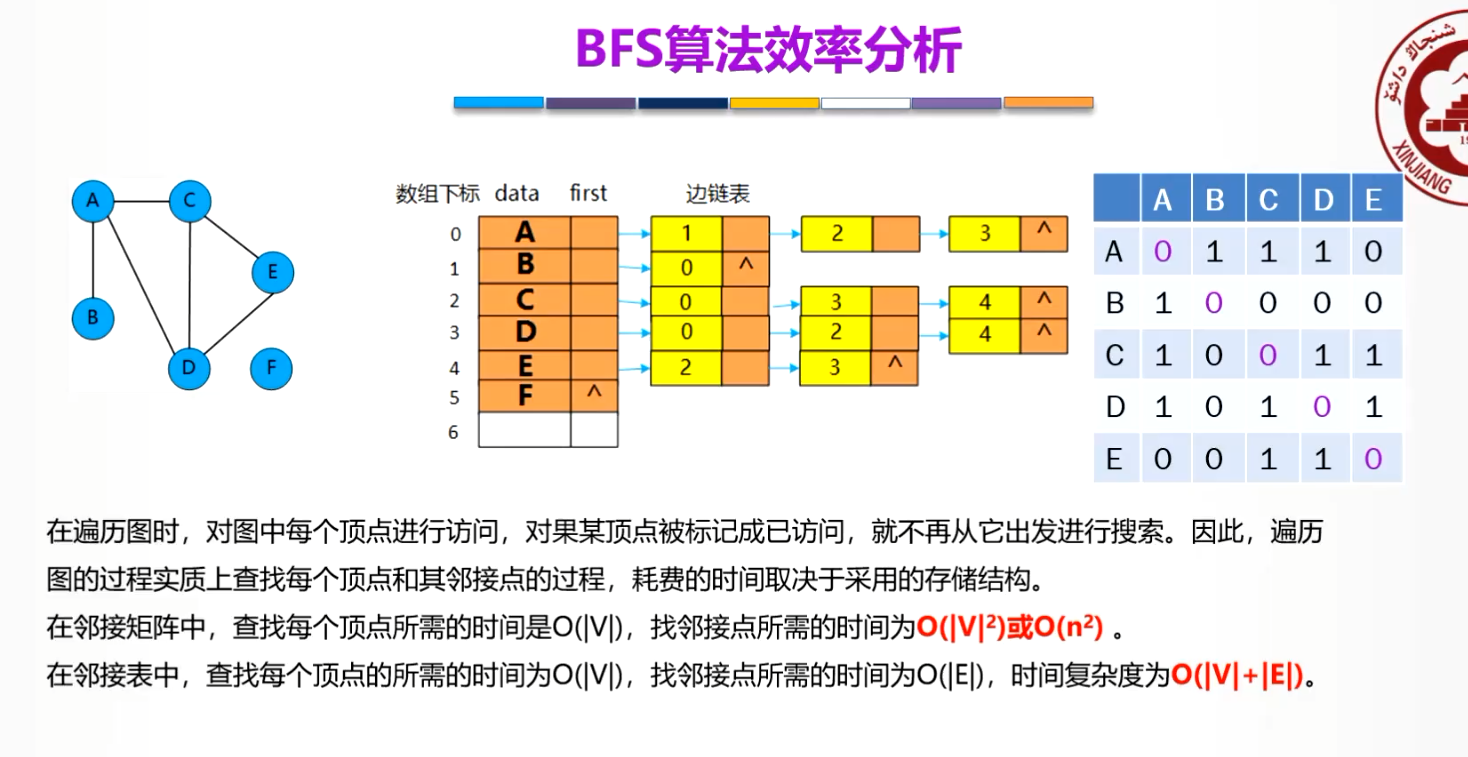 BFS算法效率分析
XINJIANG
A
C
E
B
D
F
数组下标 data first 边链表
0 A 1 2 3 ^
1 B 0 ^
2 C 0 3 4 ^
3 D 0 2 4 ^
4 E 2 3 ^
5 F ^
6
A B C D E
A 0 1 1 1 0
B 1 0 0 0 0
C 1 0 0 1 1
D 1 0 1 0 1
E 0 0 1 1 0
在遍历图时，对图中每个顶点进行访问，对果某顶点被标记成已访问，就不再从它出发进行搜索。因此，遍历
图的过程实质上查找每个顶点和其邻接点的过程，耗费的时间取决于采用的存储结构。
在邻接矩阵中，查找每个顶点所需的时间是O(|V|)，找邻接点所需的时间为O(|V|²)或O(n²) 。
在邻接表中，查找每个顶点的所需的时间为O(|V|)，找邻接点所需的时间为O(|E|)，时间复杂度为O(|V|+|E|)。